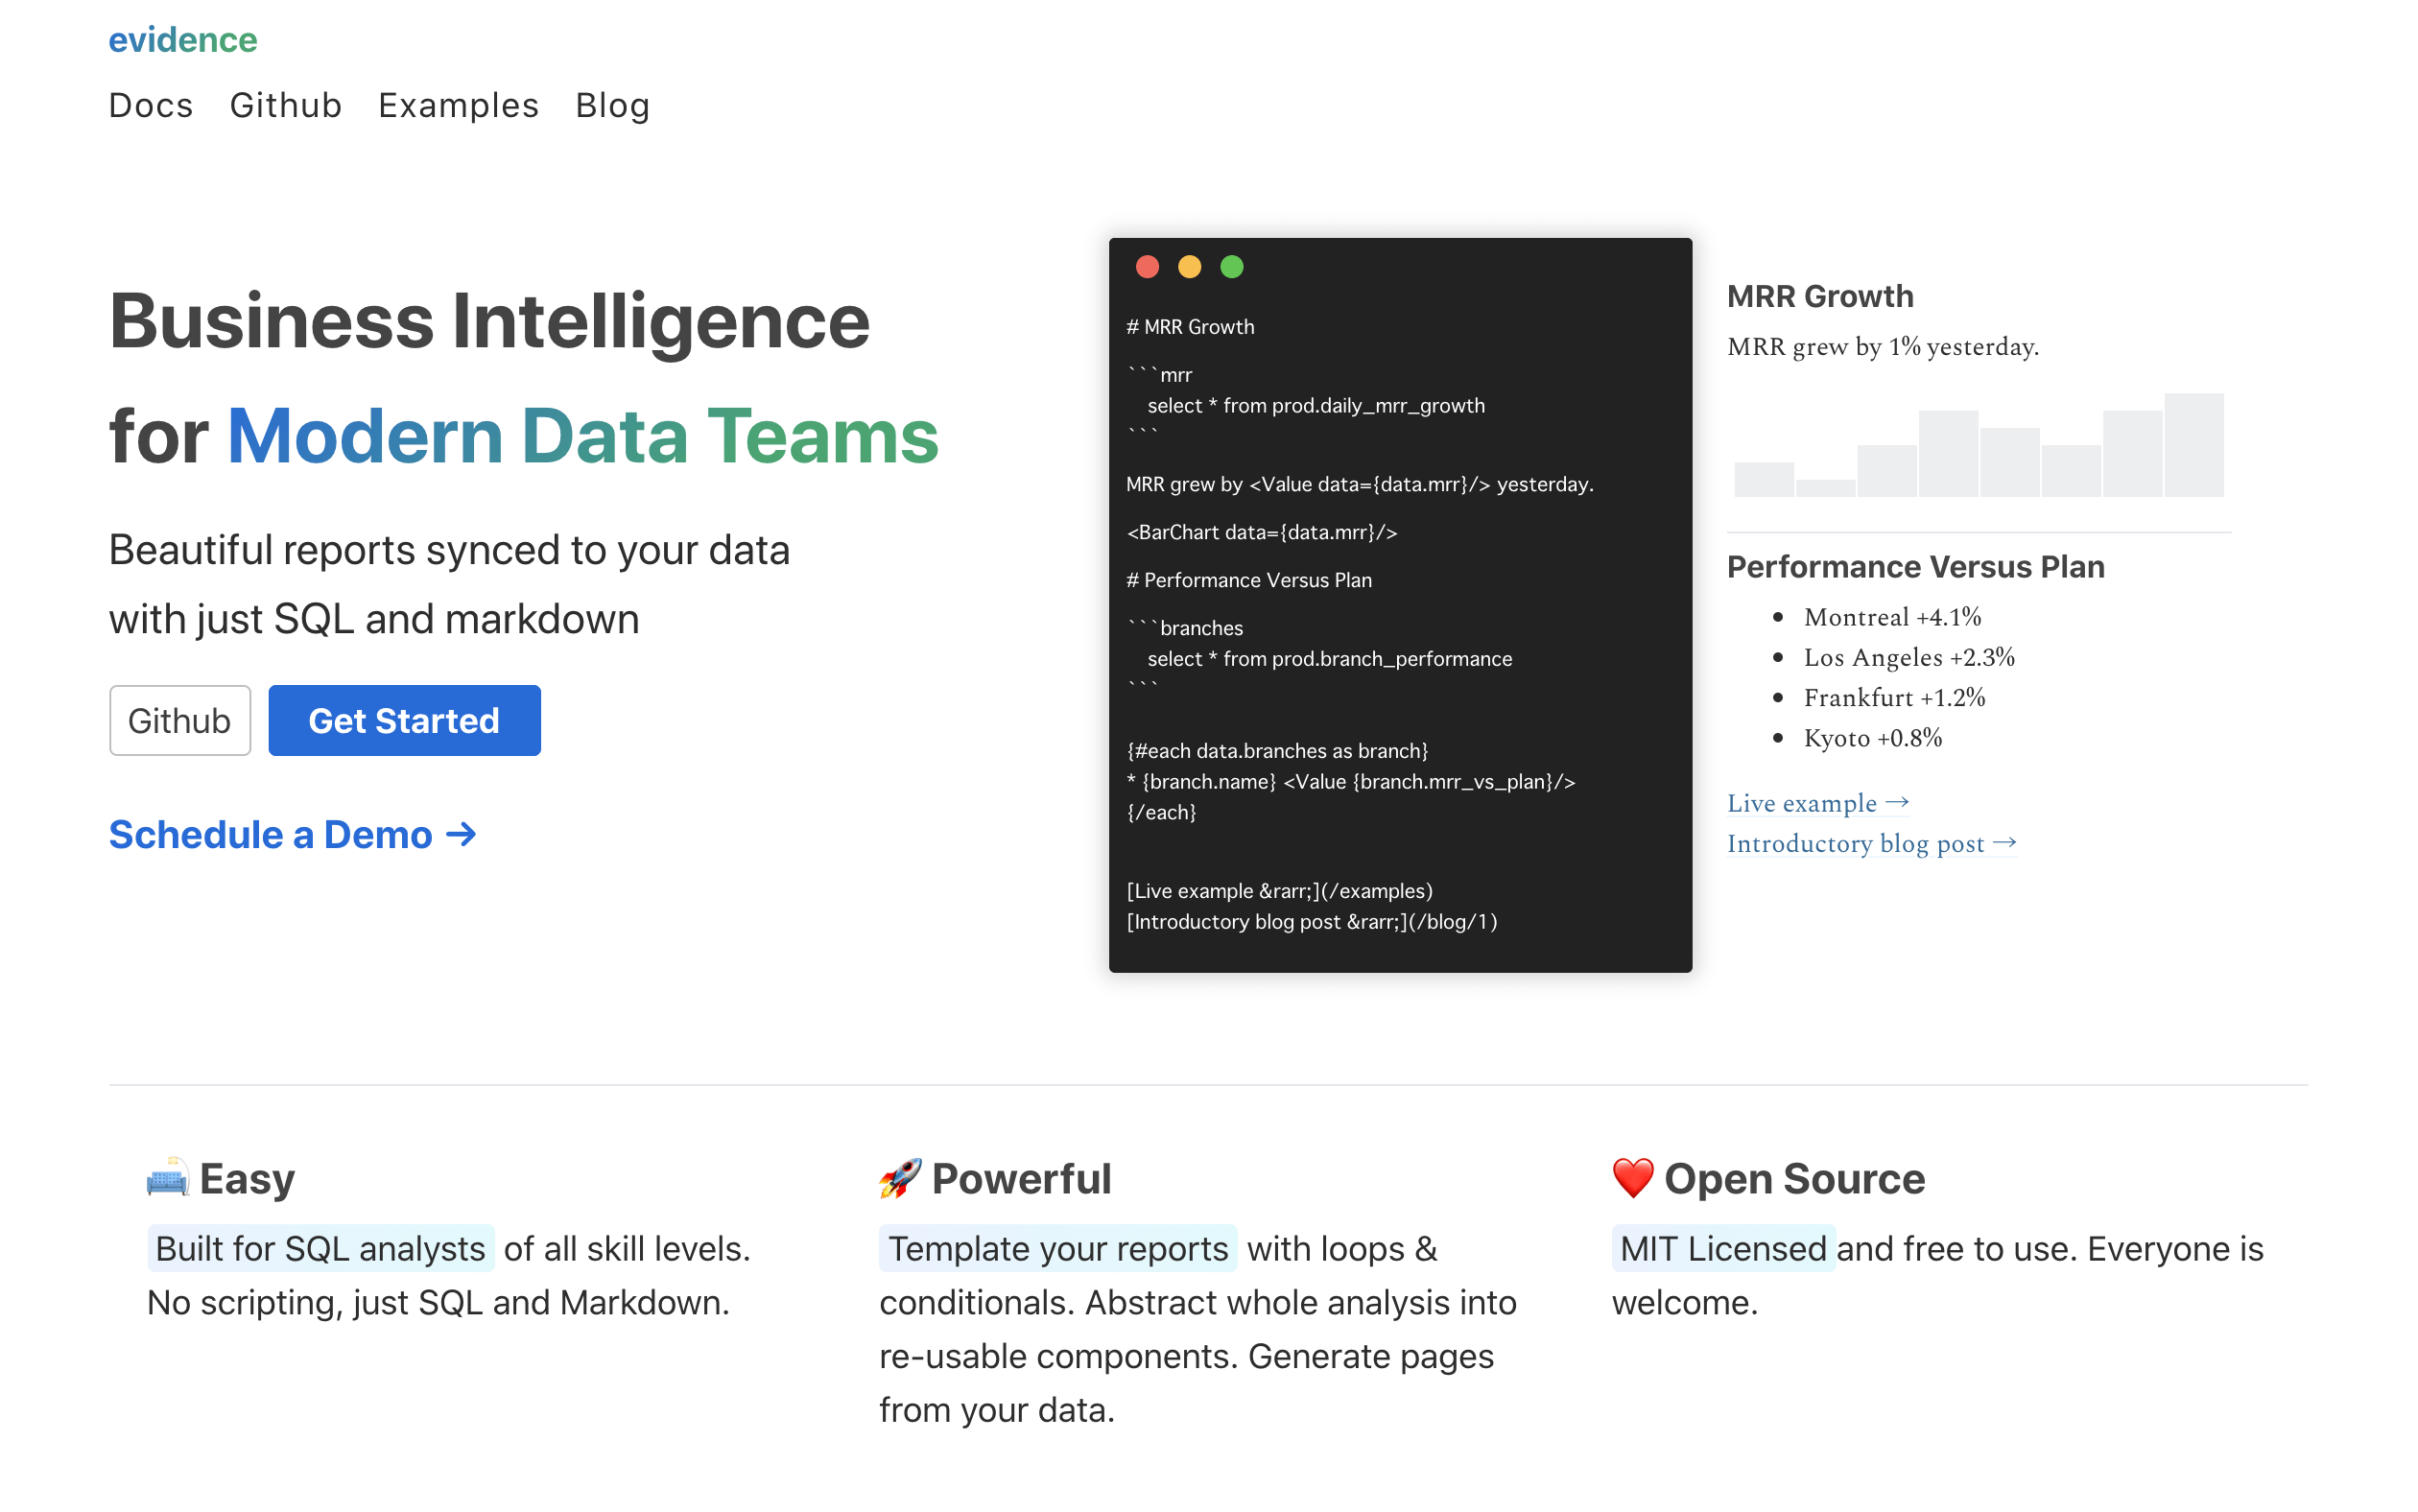 evidence
Docs Github Examples Blog
Business Intelligence
for Modern Data Teams
Beautiful reports synced to your data
with just SQL and markdown
Github Get Started
Schedule a Demo →
# MRR Growth
```mrr
select * from prod.daily_mrr_growth
```
MRR grew by <Value data={data.mrr}/> yesterday.
<BarChart data={data.mrr}/>
# Performance Versus Plan
```branches
select * from prod.branch_performance
```
{#each data.branches as branch}
* {branch.name} <Value {branch.mrr_vs_plan}/>
{/each}
[Live example &rarr;](/examples)
[Introductory blog post &rarr;](/blog/1)
MRR Growth
MRR grew by 1% yesterday.
Performance Versus Plan
• Montreal +4.1%
• Los Angeles +2.3%
• Frankfurt +1.2%
• Kyoto +0.8%
Live example →
Introductory blog post →
🛋️ Easy
Built for SQL analysts of all skill levels.
No scripting, just SQL and Markdown.
🚀 Powerful
Template your reports with loops &
conditionals. Abstract whole analysis into
re-usable components. Generate pages
from your data.
❤️ Open Source
MIT Licensed and free to use. Everyone is
welcome.